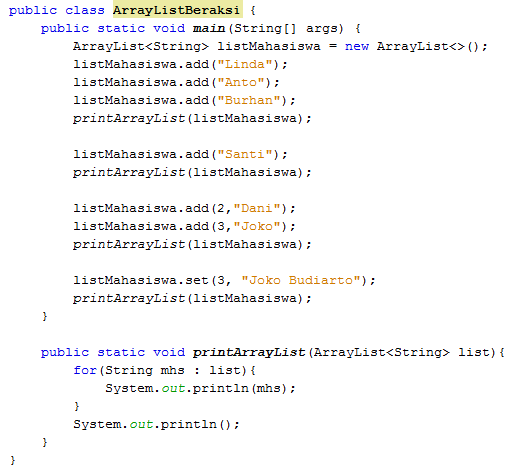 public class ArrayListBeraksi {
    public static void main(String[] args) {
        ArrayList<String> listMahasiswa = new ArrayList<>();
        listMahasiswa.add("Linda");
        listMahasiswa.add("Anto");
        listMahasiswa.add("Burhan");
        printArrayList(listMahasiswa);

        listMahasiswa.add("Santi");
        printArrayList(listMahasiswa);

        listMahasiswa.add(2,"Dani");
        listMahasiswa.add(3,"Joko");
        printArrayList(listMahasiswa);

        listMahasiswa.set(3, "Joko Budiarto");
        printArrayList(listMahasiswa);
    }

    public static void printArrayList(ArrayList<String> list){
        for(String mhs : list){
            System.out.println(mhs);
        }
        System.out.println();
    }
}